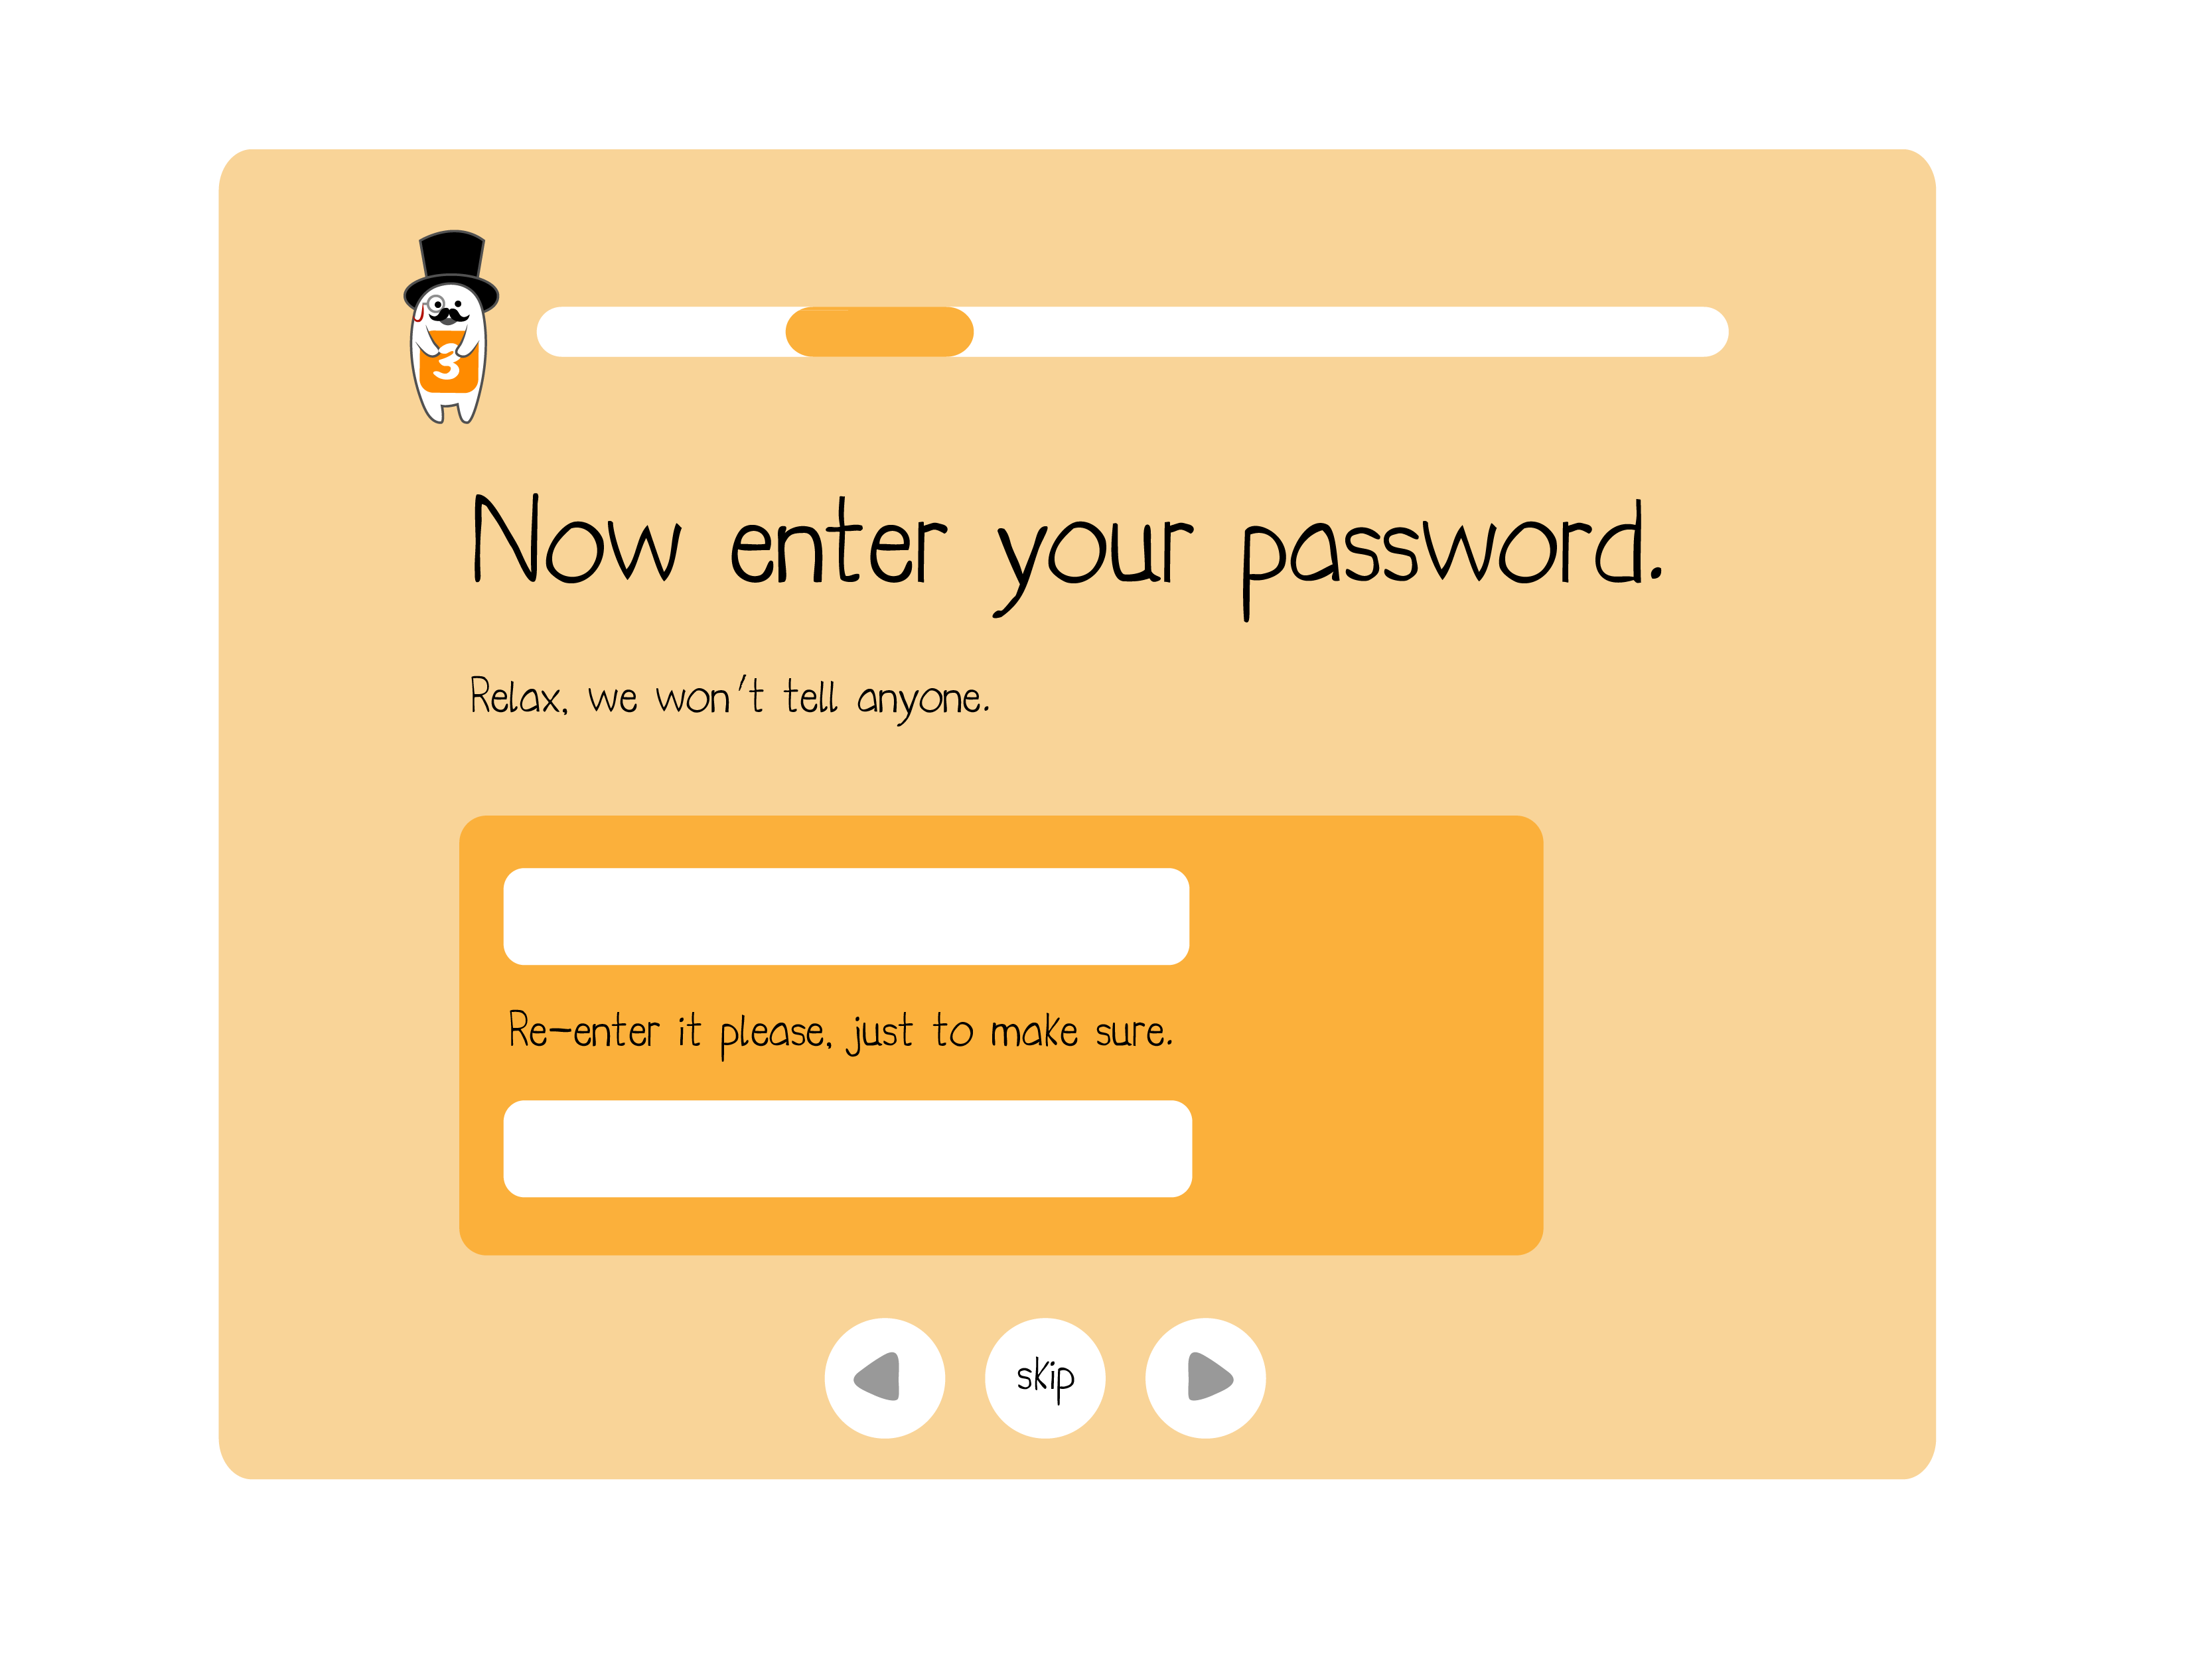 3
Now enter your password.
Relax, we won't tell anyone.
Re-enter it please, just to make sure.
skip